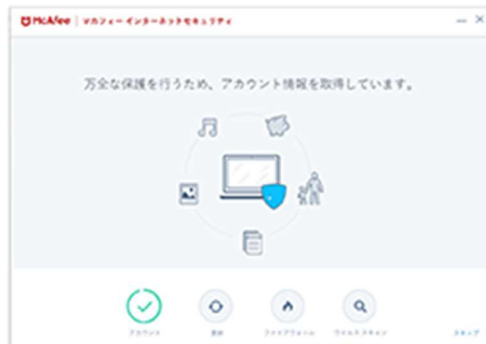 McAfee | マカフィー インターネットセキュリティ
万全な保護を行うため、アカウント情報を取得しています。
アカウント 更新 ファイアウォール ウイルス スキャン スキップ